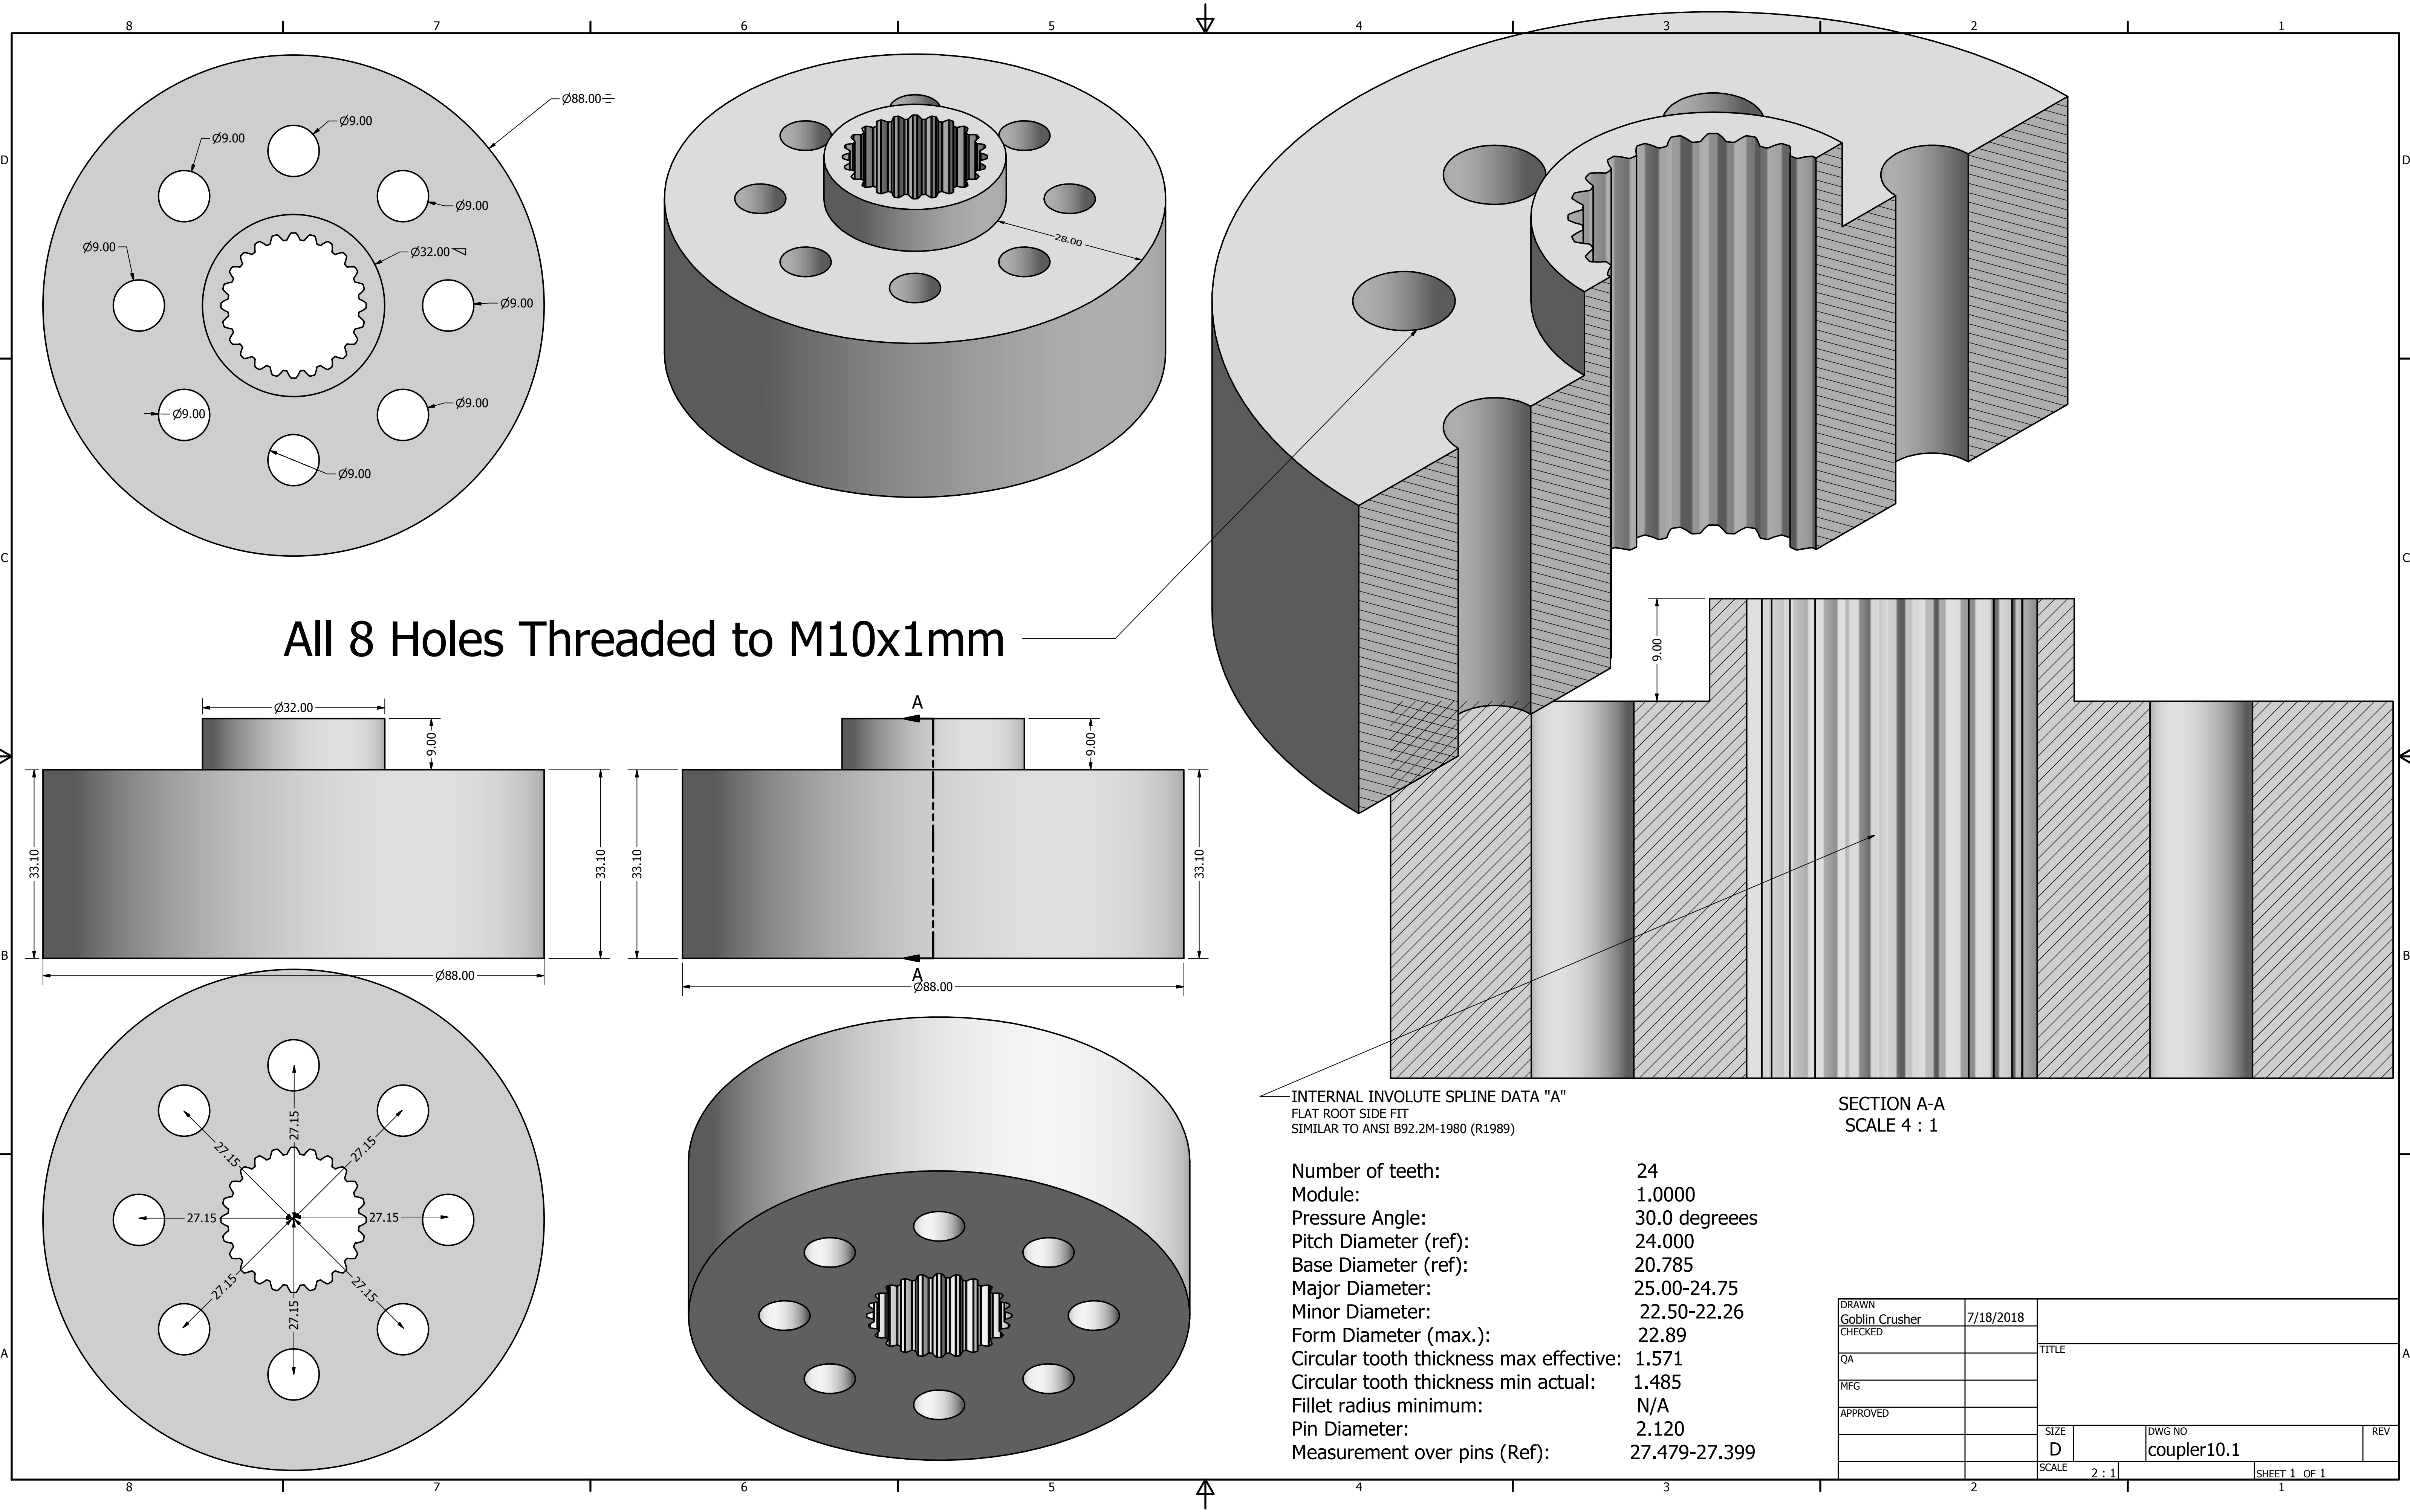 8 7 6 5 4 3 2 1
D
D
Ø88.00
Ø9.00
Ø9.00
Ø9.00
Ø32.00
Ø9.00
Ø9.00
Ø9.00
Ø9.00
Ø9.00
28.00
C
C
All 8 Holes Threaded to M10x1mm
9.00
Ø32.00
9.00
33.10
33.10
Ø88.00
A
9.00
33.10
33.10
A
Ø88.00
B
B
27.15
27.15
27.15
27.15
27.15
27.15
27.15
27.15
INTERNAL INVOLUTE SPLINE DATA "A"
FLAT ROOT SIDE FIT
SIMILAR TO ANSI B92.2M-1980 (R1989)
SECTION A-A
SCALE 4 : 1
Number of teeth: 24
Module: 1.0000
Pressure Angle: 30.0 degreees
Pitch Diameter (ref): 24.000
Base Diameter (ref): 20.785
Major Diameter: 25.00-24.75
Minor Diameter: 22.50-22.26
Form Diameter (max.): 22.89
Circular tooth thickness max effective: 1.571
Circular tooth thickness min actual: 1.485
Fillet radius minimum: N/A
Pin Diameter: 2.120
Measurement over pins (Ref): 27.479-27.399
A
A
DRAWN
Goblin Crusher 7/18/2018
CHECKED
QA
MFG
APPROVED
TITLE
SIZE
D
DWG NO
coupler10.1
REV
SCALE 2 : 1
SHEET 1 OF 1
8 7 6 5 4 3 2 1